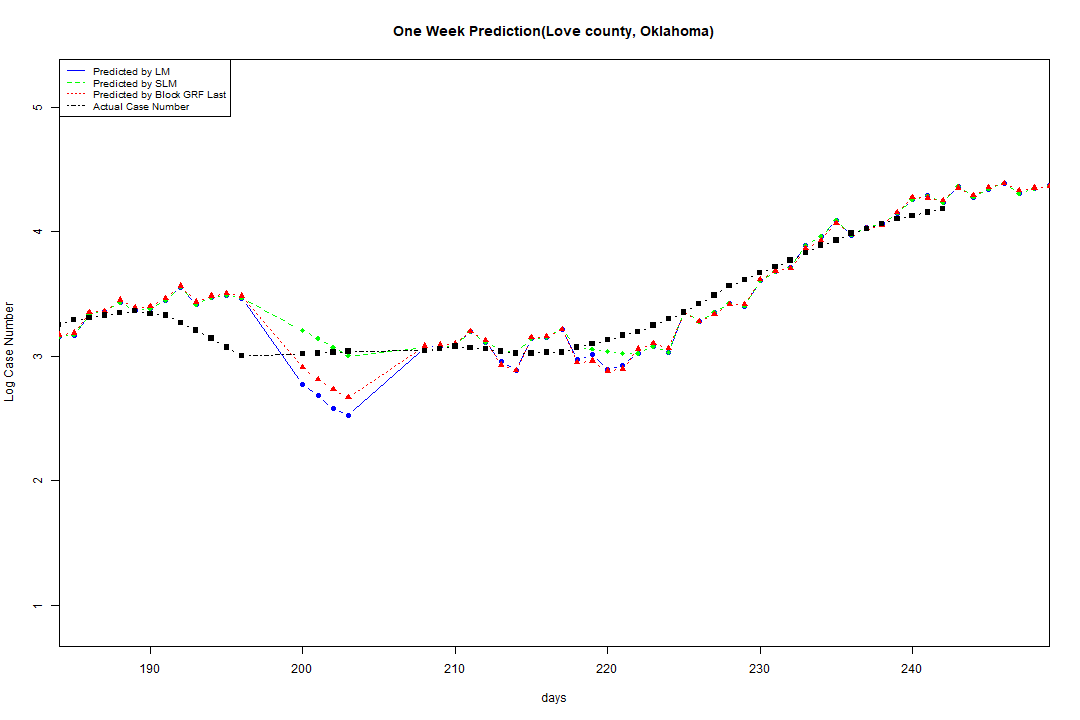 One Week Prediction(Love county, Oklahoma)
Predicted by LM
Predicted by SLM
Predicted by Block GRF Last
Actual Case Number
5
4
3
2
1
Log Case Number
190 200 210 220 230 240
days